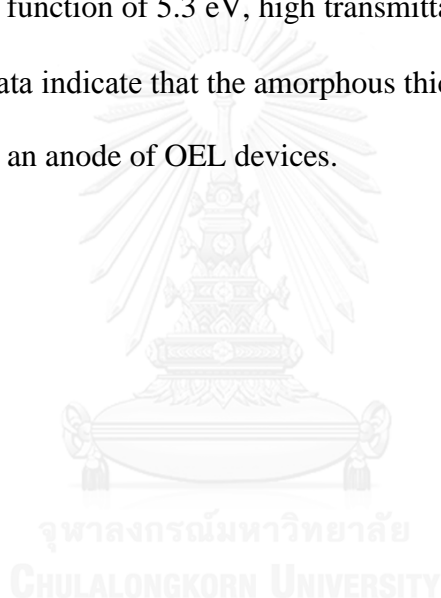 function of 5.3 eV, high transmitta
ata indicate that the amorphous thic
an anode of OEL devices.
จุฬาลงกรณ์มหาวิทยาลัย
CHULALONGKORN UNIVERSITY